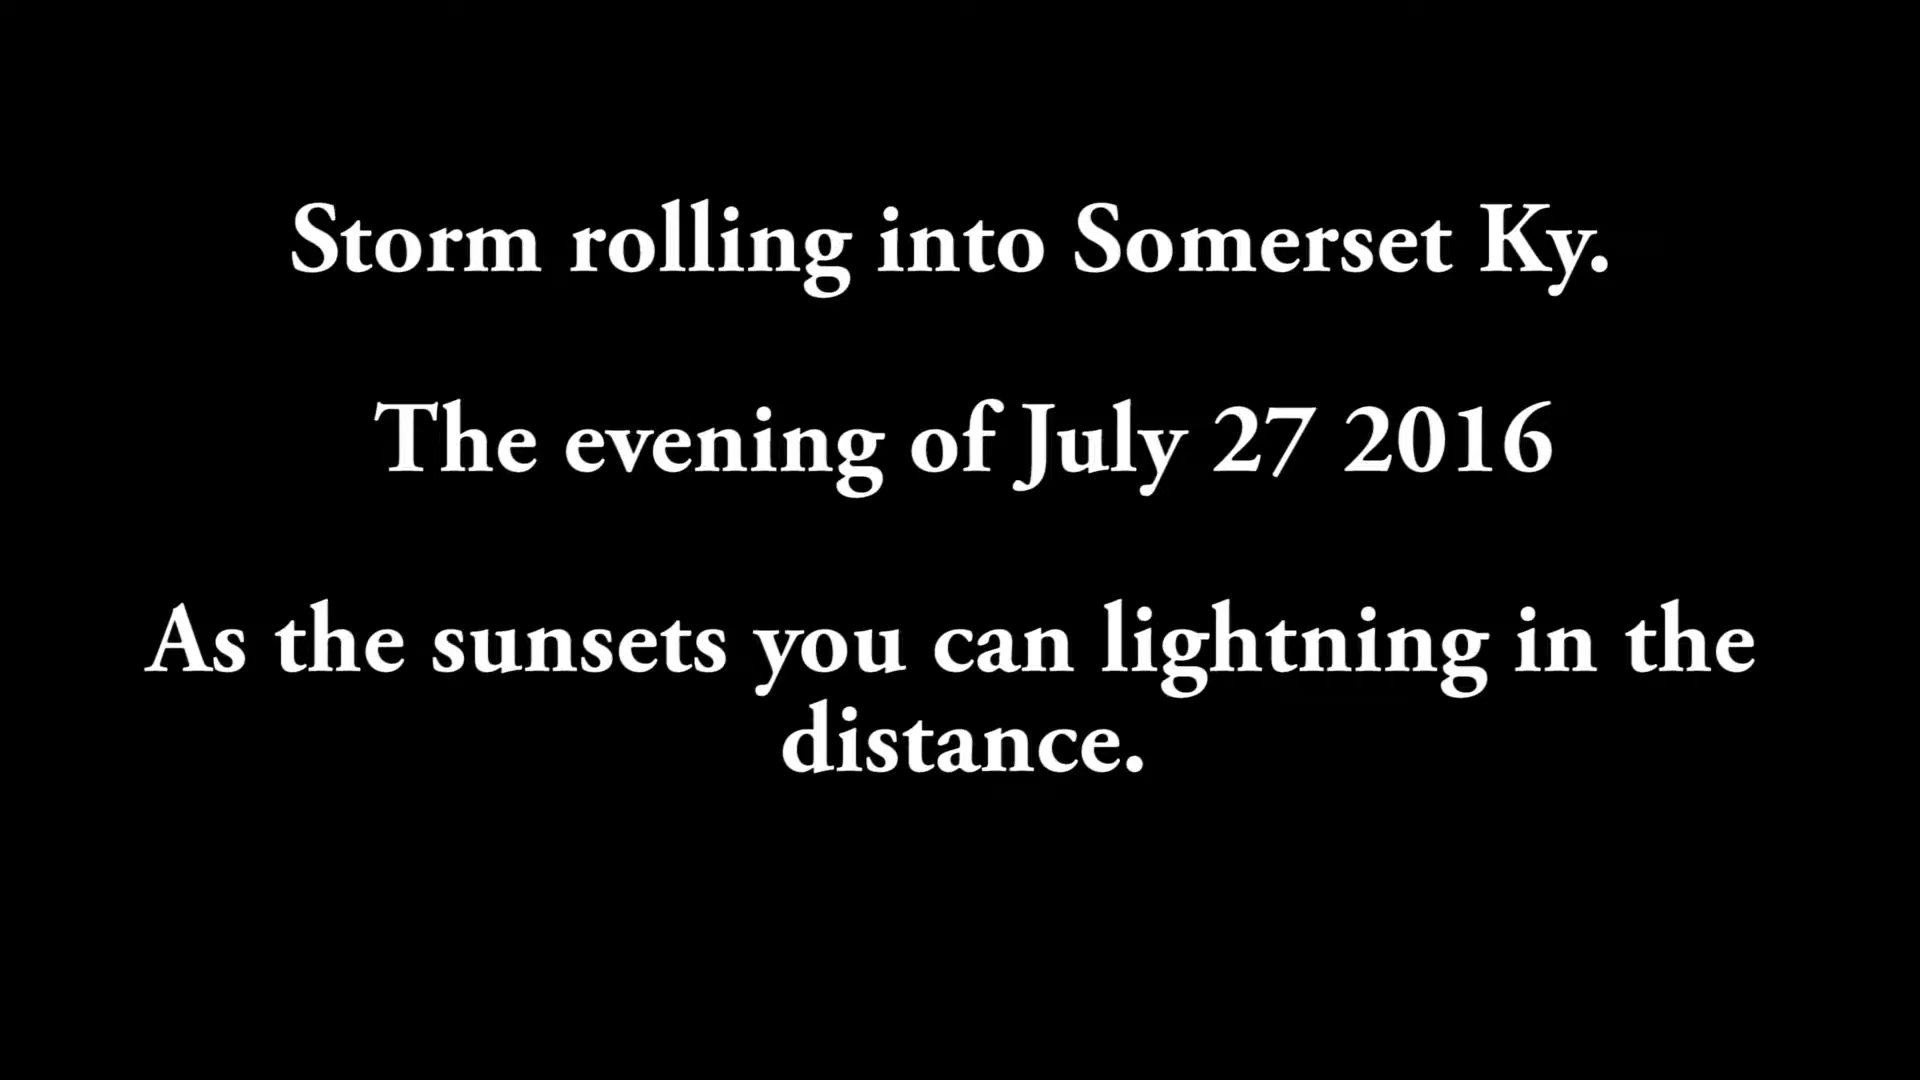 Storm rolling into Somerset Ky.
The evening of July 27 2016
As the sunsets you can lightning in the
distance.